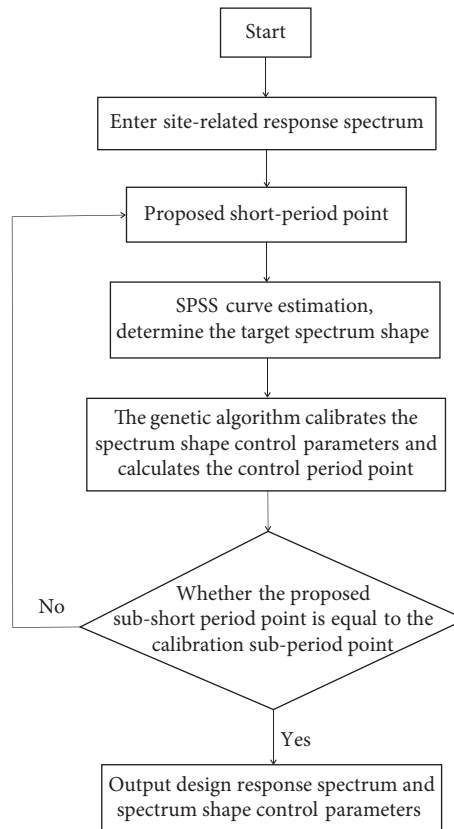 Start
Enter site-related response spectrum
Proposed short-period point
SPSS curve estimation,
determine the target spectrum shape
The genetic algorithm calibrates the
spectrum shape control parameters and
calculates the control period point
Whether the proposed
sub-short period point is equal to the
calibration sub-period point
No
Yes
Output design response spectrum and
spectrum shape control parameters